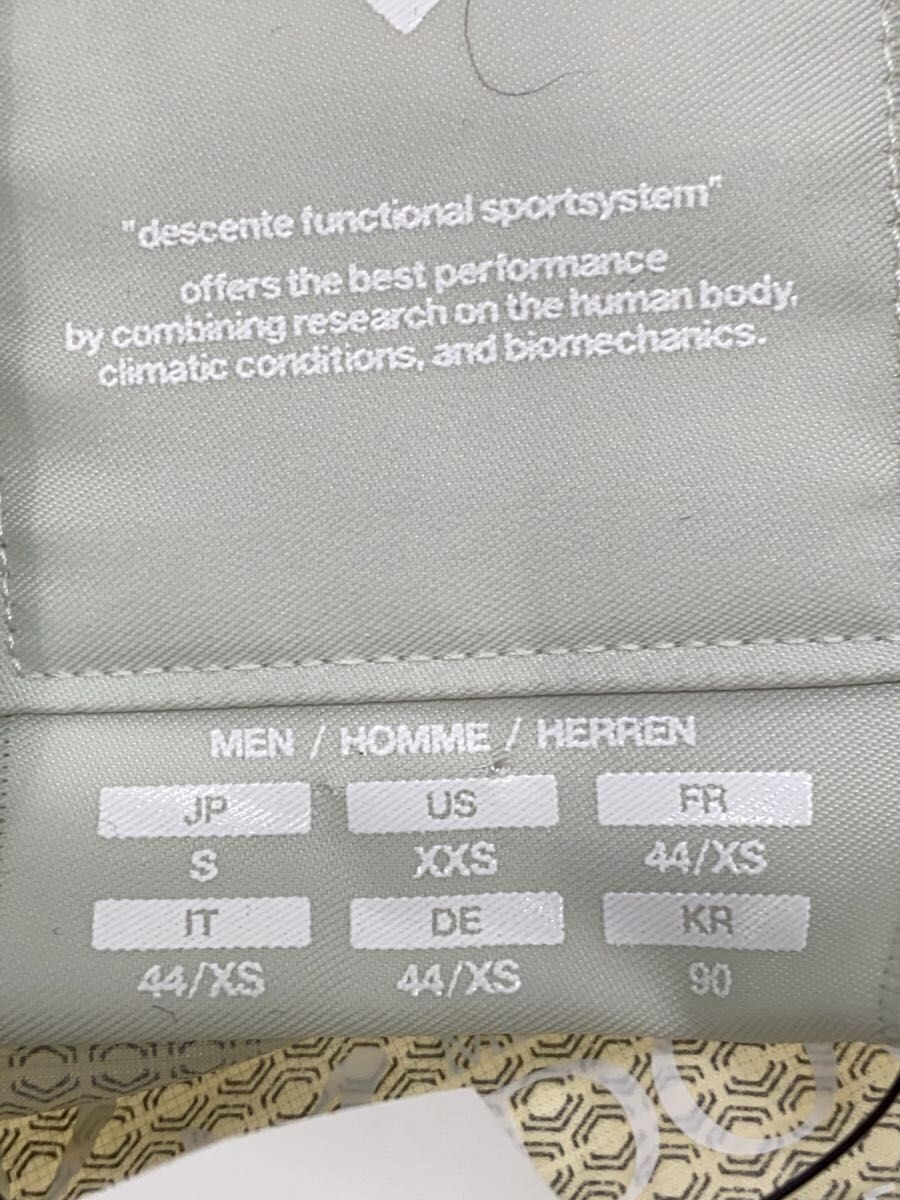 "descente functional sportsystem"
offers the best performance
by combining research on the human body,
climatic conditions, and biomechanics.
MEN / HOMME / HERREN
JP US FR
S XXS 44/XS
IT DE KR
44/XS 44/XS 90